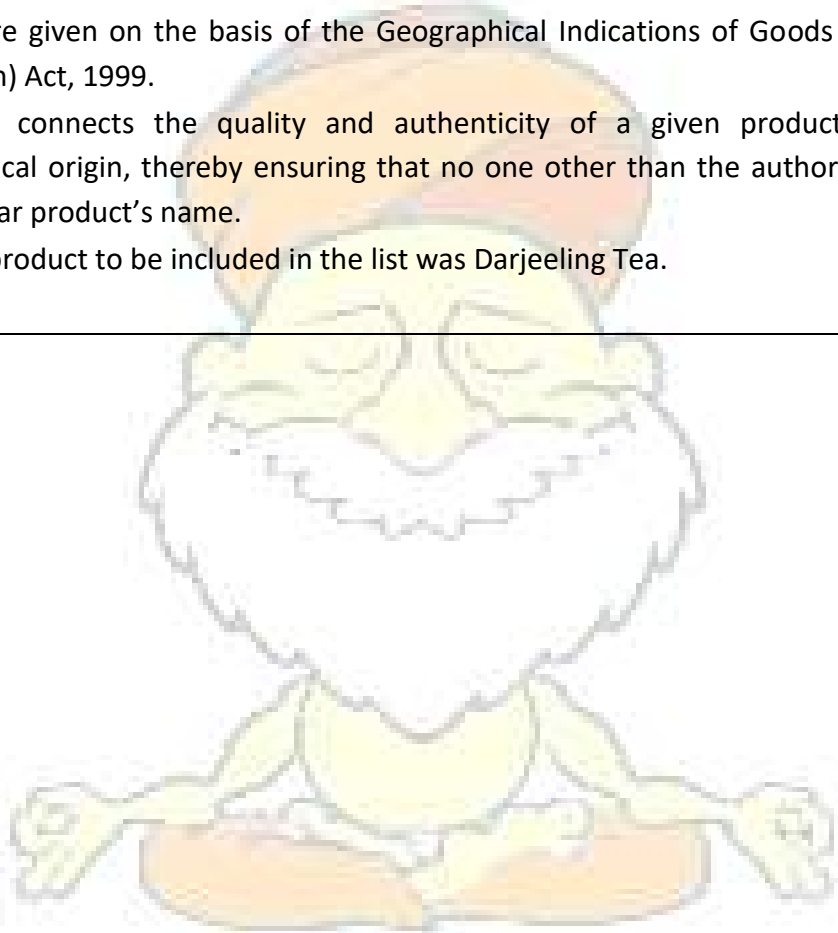 re given on the basis of the Geographical Indications of Goods
n) Act, 1999.
connects the quality and authenticity of a given product
cal origin, thereby ensuring that no one other than the author
ar product's name.
product to be included in the list was Darjeeling Tea.